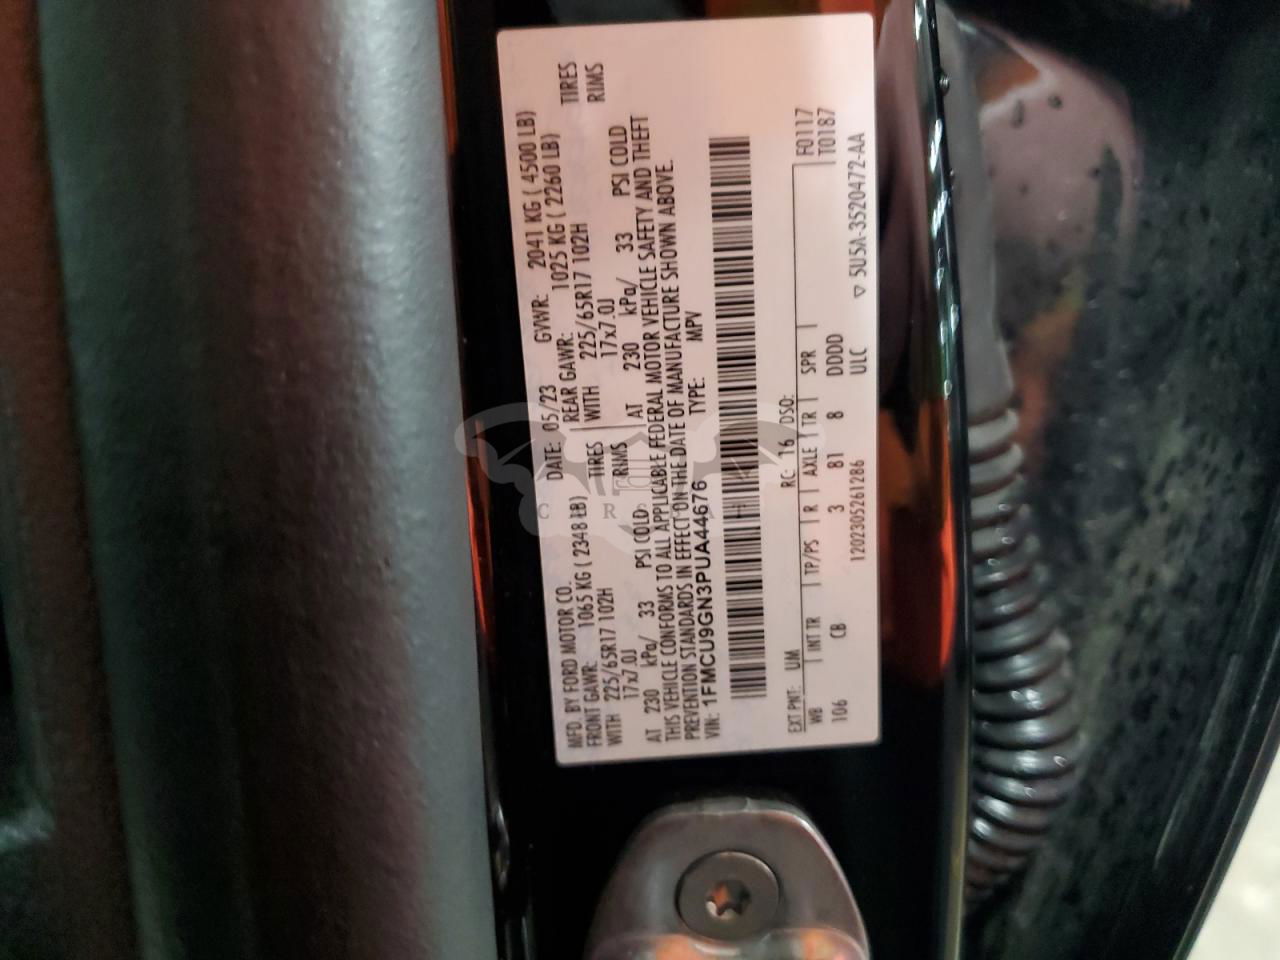 MFD. BY FORD MOTOR CO. DATE: 05/23 GVWR: 2041 KG ( 4500 LB)
FRONT GAWR: 1065 KG ( 2348 LB) REAR GAWR: 1025 KG ( 2260 LB)
WITH 225/65R17 102H TIRES WITH 225/65R17 102H TIRES
17x7.0J RIMS 17x7.0J RIMS
AT 230 kPa/ 33 PSI COLD AT 230 kPa/ 33 PSI COLD
THIS VEHICLE CONFORMS TO ALL APPLICABLE FEDERAL MOTOR VEHICLE SAFETY AND THEFT
PREVENTION STANDARDS IN EFFECT ON THE DATE OF MANUFACTURE SHOWN ABOVE.
VIN: 1FMCU9GN3PUA44676 TYPE: MPV
EXT PNT: UM RC: 16 DSO: F0117
WB INT TR TP/PS R AXLE TR SPR T0187
106 CB 3 81 8 DDDD
1202305261286 ULC ▽ 5U5A-3520472-AA